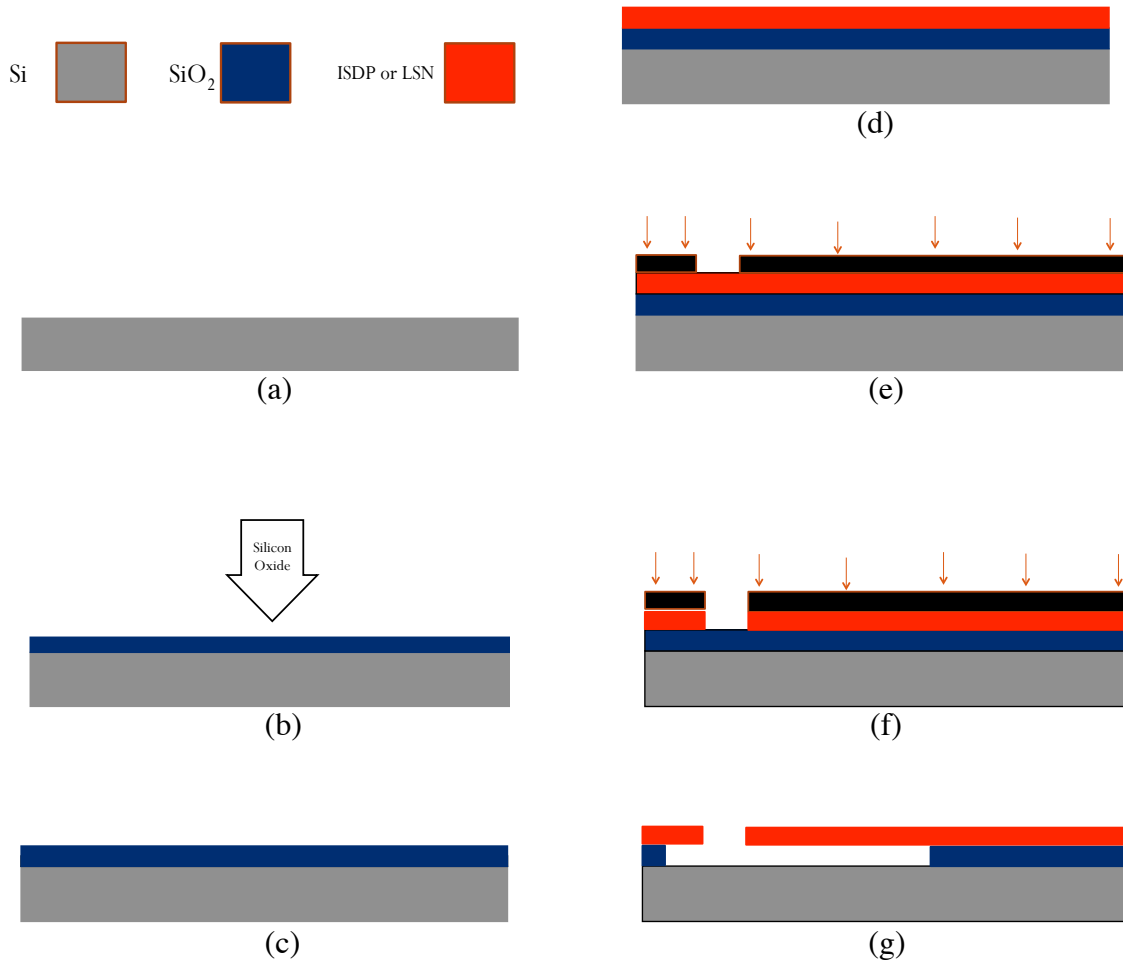 Si
SiO₂
ISDP or LSN
(a)
Silicon
Oxide
(b)
(c)
(d)
(e)
(f)
(g)